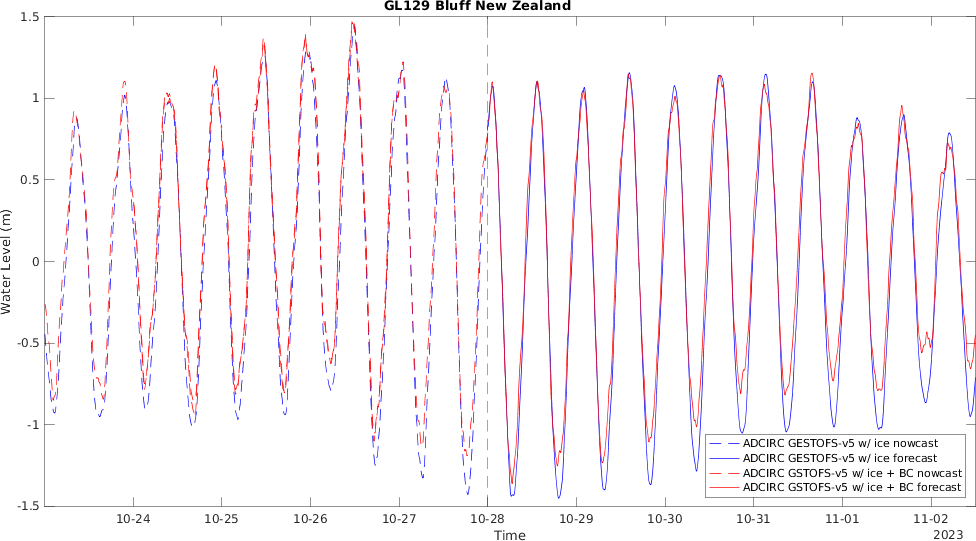 GL129 Bluff New Zealand
1.5
1
0.5
0
-0.5
-1
-1.5
Water Level (m)
10-24
10-25
10-26
10-27
10-28
10-29
10-30
10-31
11-01
11-02
2023
Time
ADCIRC GESTOFS-v5 w/ ice nowcast
ADCIRC GESTOFS-v5 w/ ice forecast
ADCIRC GSTOFS-v5 w/ ice + BC nowcast
ADCIRC GSTOFS-v5 w/ ice + BC forecast